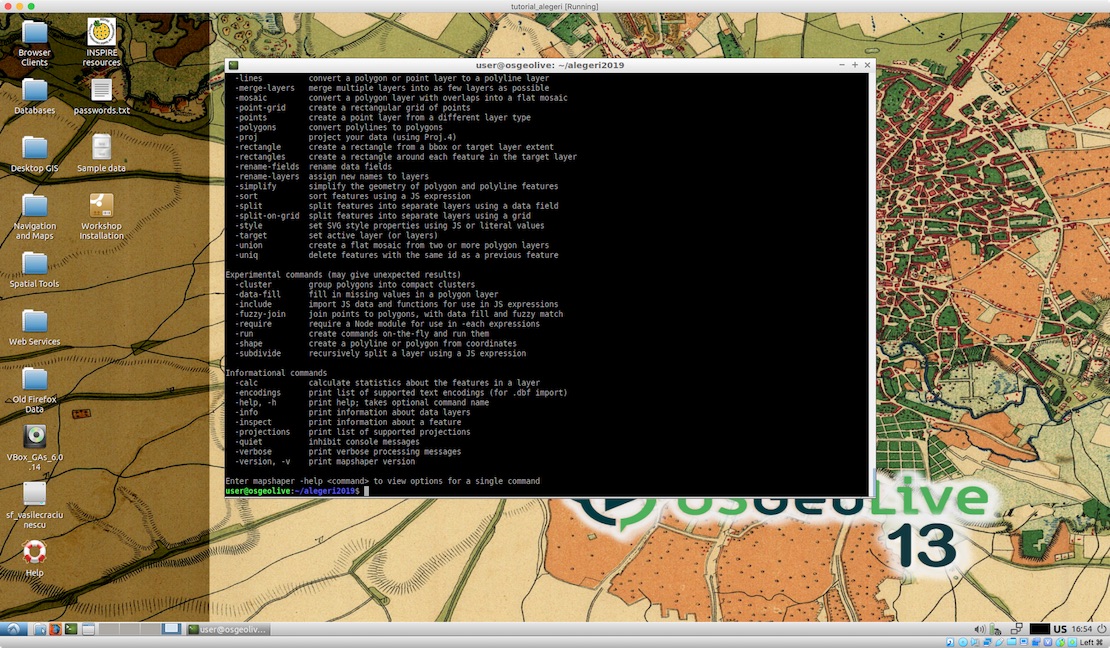 tutorial_alegeri [Running]
Browser
Clients
INSPIRE
resources
Databases
passwords.txt
Desktop GIS
Sample data
Navigation
and Maps
Workshop
Installation
Spatial Tools
Web Services
Old Firefox
Data
VBox_GAs_6.0
.14
sf_vasilecraciu
nescu
Help
user@osgeolive: ~/alegeri2019
-lines convert a polygon or point layer to a polyline layer
-merge-layers merge multiple layers into as few layers as possible
-mosaic convert a polygon layer with overlaps into a flat mosaic
-point-grid create a rectangular grid of points
-points create a point layer from a different layer type
-polygons convert polylines to polygons
-proj project your data (using Proj.4)
-rectangle create a rectangle from a bbox or target layer extent
-rectangles create a rectangle around each feature in the target layer
-rename-fields rename data fields
-rename-layers assign new names to layers
-simplify simplify the geometry of polygon and polyline features
-sort sort features using a JS expression
-split split features into separate layers using a data field
-split-on-grid split features into separate layers using a grid
-style set SVG style properties using JS or literal values
-target set active layer (or layers)
-union create a flat mosaic from two or more polygon layers
-uniq delete features with the same id as a previous feature
Experimental commands (may give unexpected results)
-cluster group polygons into compact clusters
-data-fill fill in missing values in a polygon layer
-include import JS data and functions for use in JS expressions
-fuzzy-join join points to polygons, with data fill and fuzzy match
-require require a Node module for use in -each expressions
-run create commands on-the-fly and run them
-shape create a polyline or polygon from coordinates
-subdivide recursively split a layer using a JS expression
Informational commands
-calc calculate statistics about the features in a layer
-encodings print list of supported text encodings (for .dbf import)
-help, -h print help; takes optional command name
-info print information about data layers
-inspect print information about a feature
-projections print list of supported projections
-quiet inhibit console messages
-verbose print verbose processing messages
-version, -v print mapshaper version
Enter mapshaper -help <command> to view options for a single command
user@osgeolive:~/alegeri2019$
OSGeoLive
13
user@osgeoliv...
US 16:54
Left ⌘